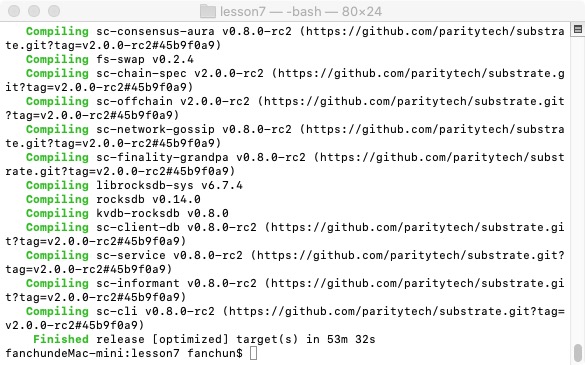 lesson7 — -bash — 80×24
Compiling sc-consensus-aura v0.8.0-rc2 (https://github.com/paritytech/substra
te.git?tag=v2.0.0-rc2#45b9f0a9)
Compiling fs-swap v0.2.4
Compiling sc-chain-spec v2.0.0-rc2 (https://github.com/paritytech/substrate.g
it?tag=v2.0.0-rc2#45b9f0a9)
Compiling sc-offchain v2.0.0-rc2 (https://github.com/paritytech/substrate.git
?tag=v2.0.0-rc2#45b9f0a9)
Compiling sc-network-gossip v0.8.0-rc2 (https://github.com/paritytech/substra
te.git?tag=v2.0.0-rc2#45b9f0a9)
Compiling sc-finality-grandpa v0.8.0-rc2 (https://github.com/paritytech/subst
rate.git?tag=v2.0.0-rc2#45b9f0a9)
Compiling librocksdb-sys v6.7.4
Compiling rocksdb v0.14.0
Compiling kvdb-rocksdb v0.8.0
Compiling sc-client-db v0.8.0-rc2 (https://github.com/paritytech/substrate.gi
t?tag=v2.0.0-rc2#45b9f0a9)
Compiling sc-service v0.8.0-rc2 (https://github.com/paritytech/substrate.git?
tag=v2.0.0-rc2#45b9f0a9)
Compiling sc-informant v0.8.0-rc2 (https://github.com/paritytech/substrate.gi
t?tag=v2.0.0-rc2#45b9f0a9)
Compiling sc-cli v0.8.0-rc2 (https://github.com/paritytech/substrate.git?tag=
v2.0.0-rc2#45b9f0a9)
Finished release [optimized] target(s) in 53m 32s
fanchundeMac-mini:lesson7 fanchun$